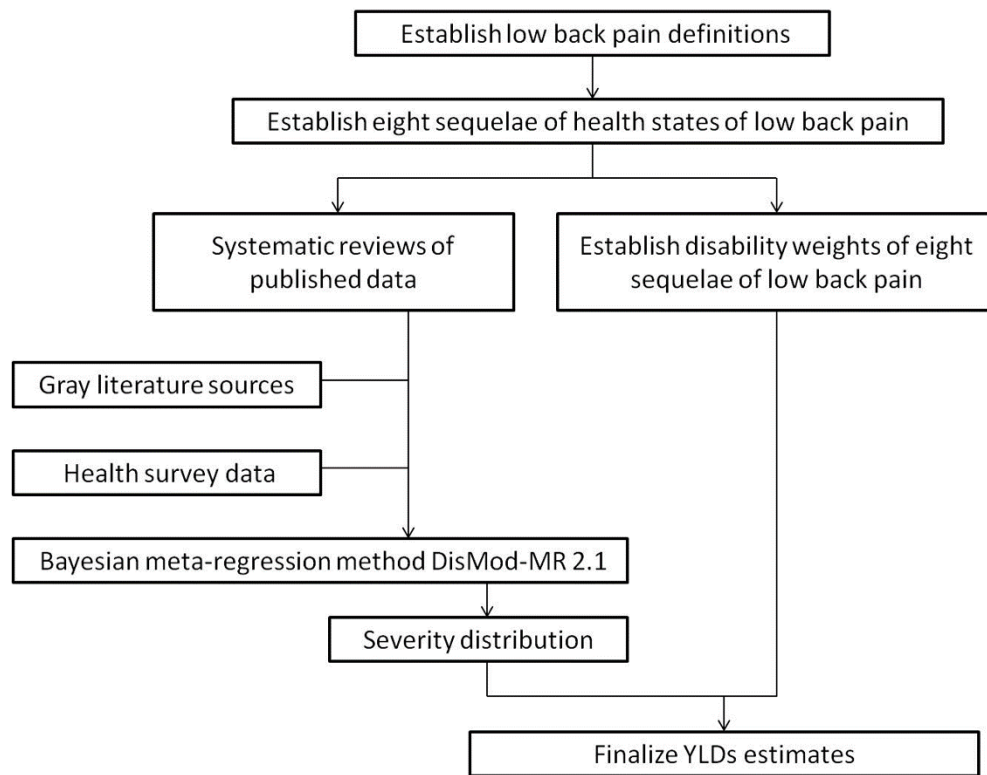 Establish low back pain definitions
Establish eight sequelae of health states of low back pain
Systematic reviews of
published data
Establish disability weights of eight
sequelae of low back pain
Gray literature sources
Health survey data
Bayesian meta-regression method DisMod-MR 2.1
Severity distribution
Finalize YLDs estimates